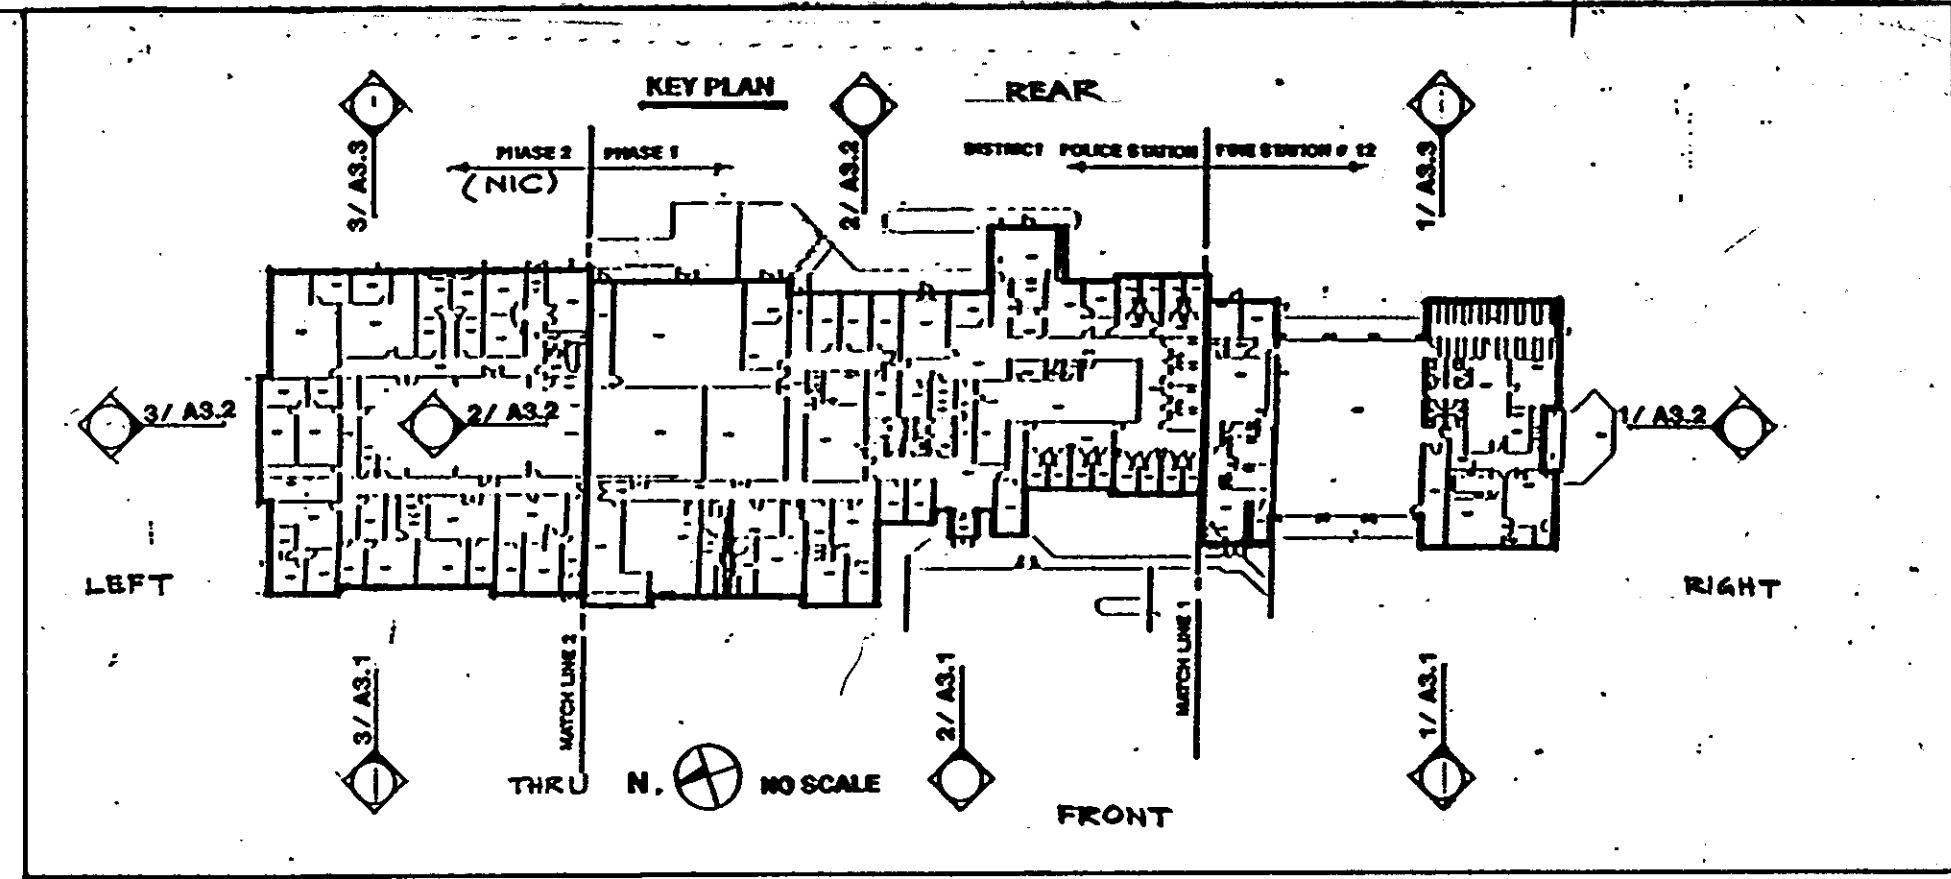 KEY PLAN
REAR
3/ A3.3
2/ A3.2
1/ A3.3
PHASE 2
PHASE 1
(NIC)
DISTRICT POLICE STATION
FIRE STATION # 12
3/ A3.2
2/ A3.2
1/ A3.2
LEFT
RIGHT
3/ A3.1
MATCH LINE 2
2/ A3.1
MATCH LINE 1
1/ A3.1
THRU
N.
NO SCALE
FRONT